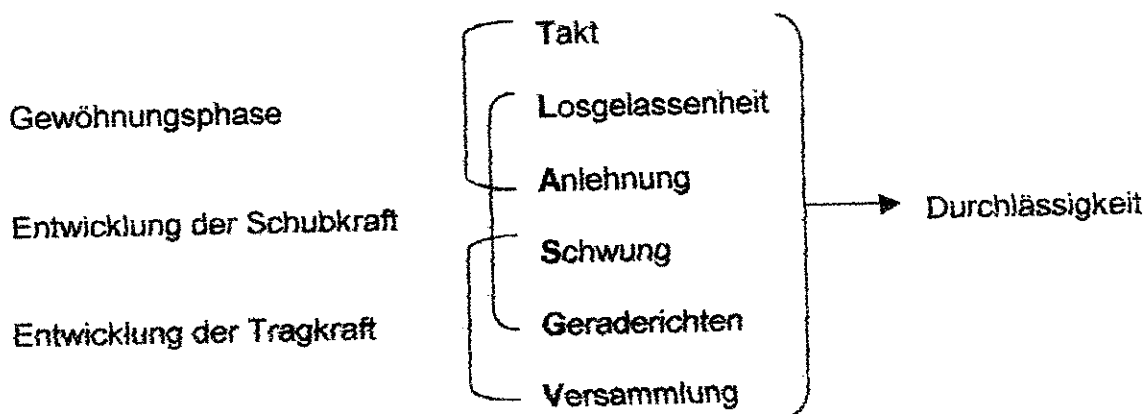 Takt
Gewöhnungsphase
Losgelassenheit
Anlehnung
Entwicklung der Schubkraft
Durchlässigkeit
Schwung
Entwicklung der Tragkraft
Geraderichten
Versammlung